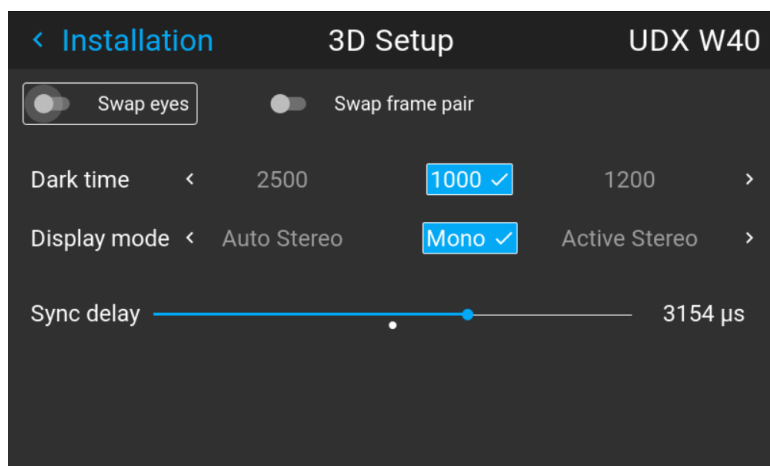 Installation 3D Setup UDX W40
Swap eyes Swap frame pair
Dark time 2500 1000 1200
Display mode Auto Stereo Mono Active Stereo
Sync delay 3154 µs